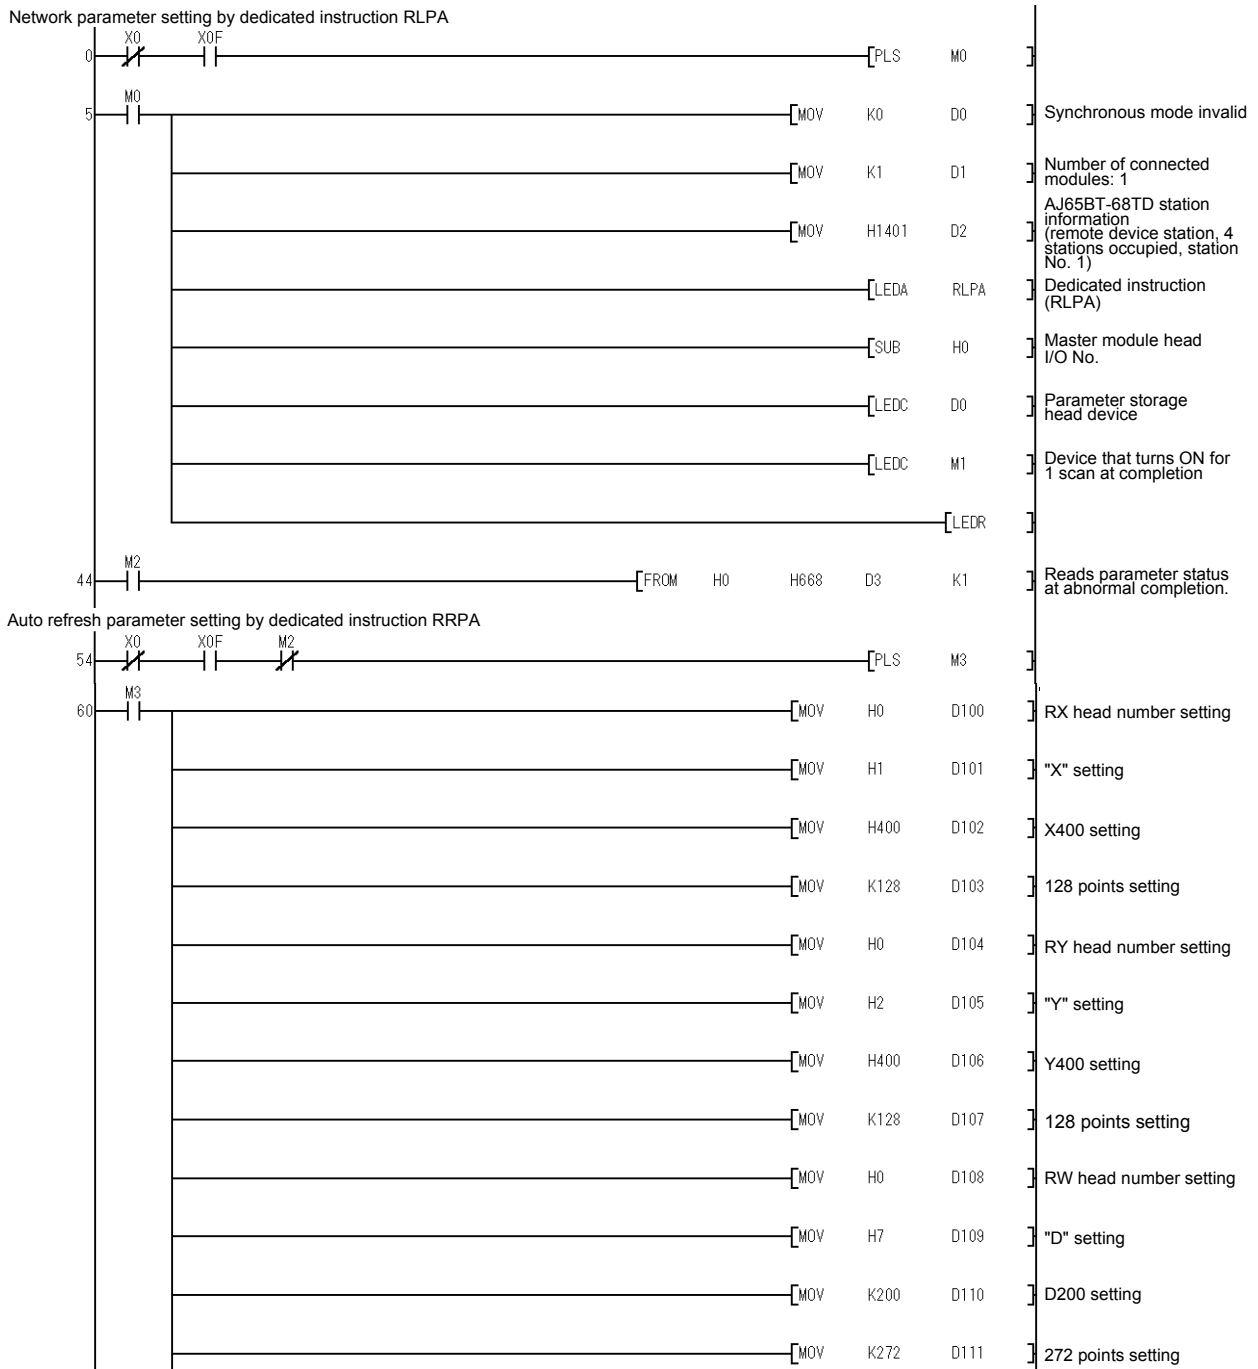 Network parameter setting by dedicated instruction RLPA
X0 X0F
0 PLS M0
M0
5 MOV K0 D0 Synchronous mode invalid
MOV K1 D1 Number of connected
modules: 1
MOV H1401 D2 AJ65BT-68TD station
information
(remote device station, 4
stations occupied, station
No. 1)
LEDA RLPA Dedicated instruction
(RLPA)
SUB H0 Master module head
I/O No.
LEDC D0 Parameter storage
head device
LEDC M1 Device that turns ON for
1 scan at completion
LEDR
M2
44 FROM H0 H668 D3 K1 Reads parameter status
at abnormal completion.
Auto refresh parameter setting by dedicated instruction RRPA
X0 X0F M2
54 PLS M3
M3
60 MOV H0 D100 RX head number setting
MOV H1 D101 "X" setting
MOV H400 D102 X400 setting
MOV K128 D103 128 points setting
MOV H0 D104 RY head number setting
MOV H2 D105 "Y" setting
MOV H400 D106 Y400 setting
MOV K128 D107 128 points setting
MOV H0 D108 RW head number setting
MOV H7 D109 "D" setting
MOV K200 D110 D200 setting
MOV K272 D111 272 points setting